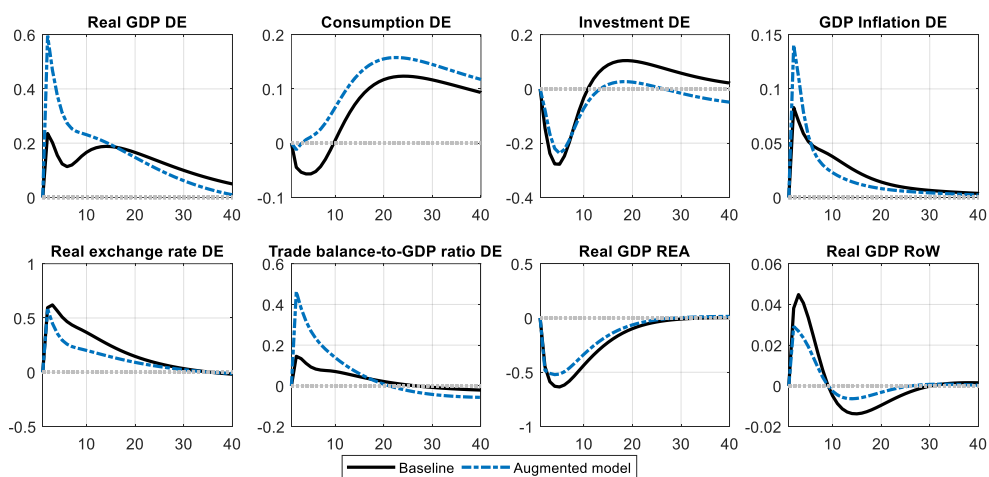 Real GDP DE
0.6
0.4
0.2
0
10 20 30 40
Consumption DE
0.2
0.1
0
-0.1
10 20 30 40
Investment DE
0.2
0
-0.2
-0.4
10 20 30 40
GDP Inflation DE
0.15
0.1
0.05
0
10 20 30 40
Real exchange rate DE
1
0.5
0
-0.5
10 20 30 40
Trade balance-to-GDP ratio DE
0.6
0.4
0.2
0
-0.2
10 20 30 40
Real GDP REA
0.5
0
-0.5
-1
10 20 30 40
Real GDP RoW
0.06
0.04
0.02
0
-0.02
10 20 30 40
Baseline Augmented model